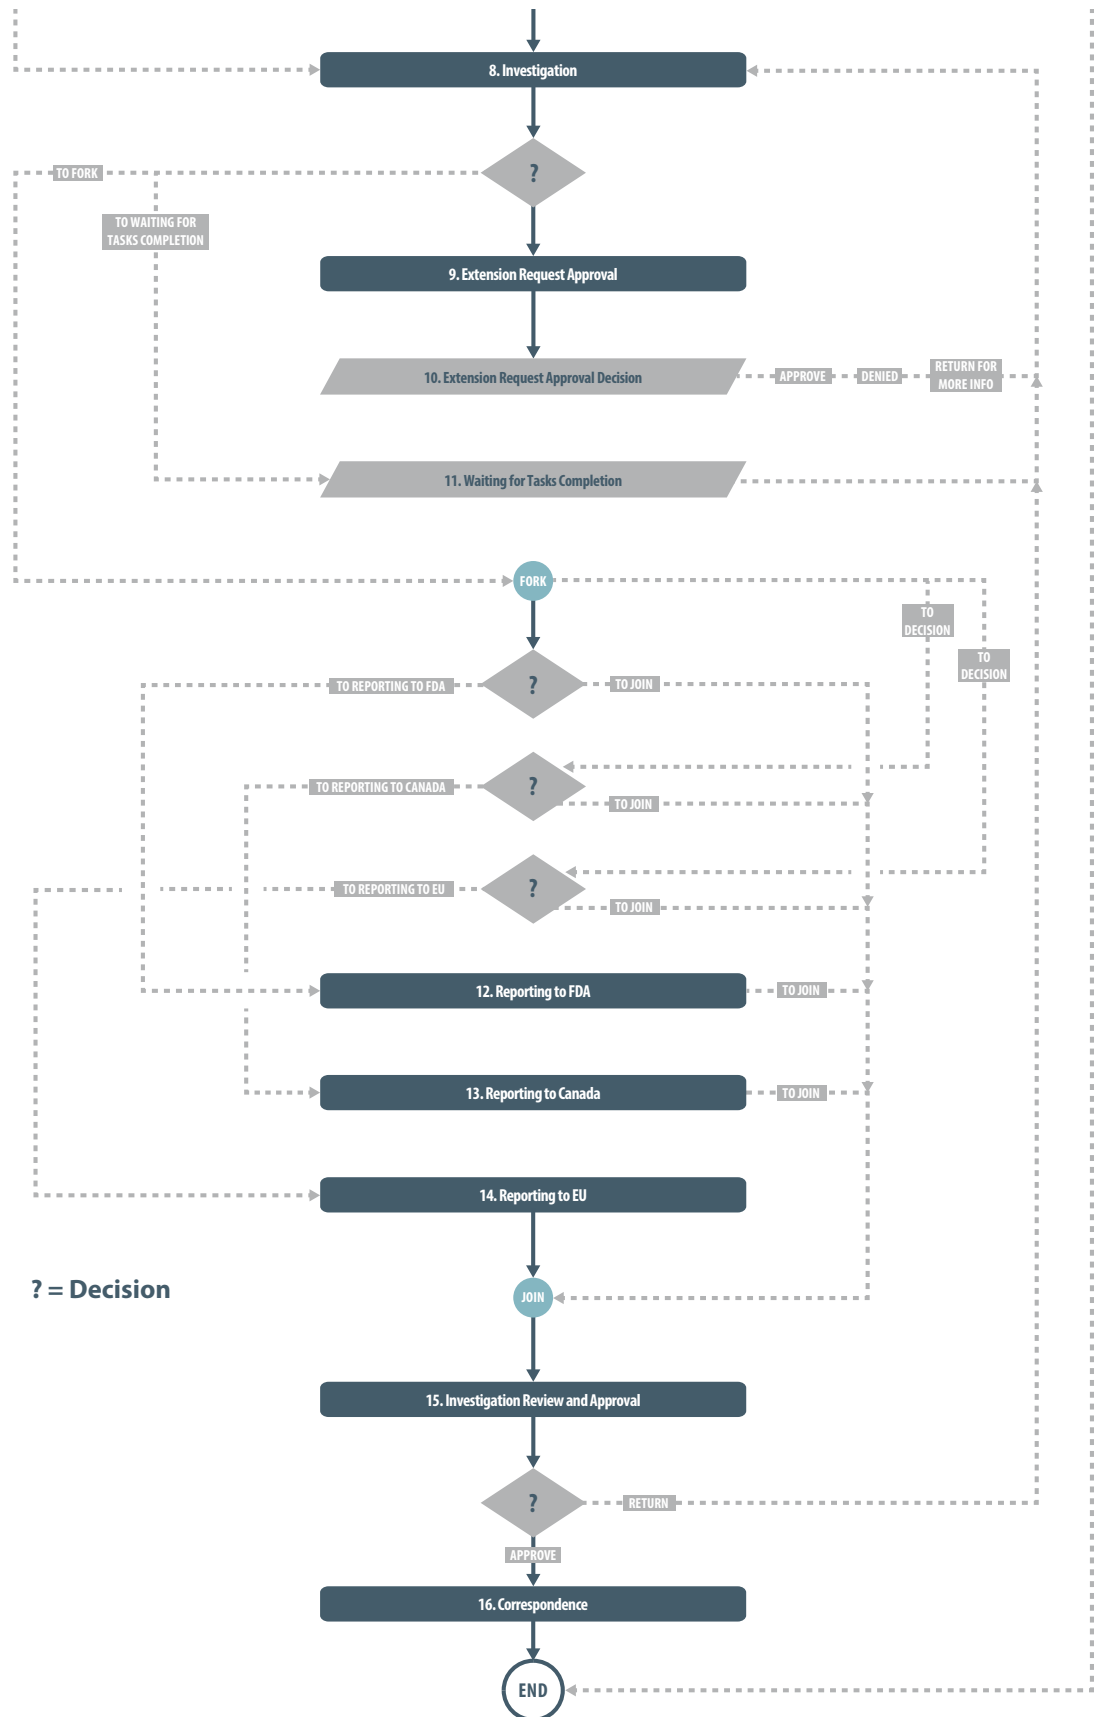 8. Investigation
?
TO FORK
TO WAITING FOR
TASKS COMPLETION
9. Extension Request Approval
10. Extension Request Approval Decision
APPROVE
DENIED
RETURN FOR
MORE INFO
11. Waiting for Tasks Completion
FORK
TO
DECISION
TO
DECISION
TO REPORTING TO FDA
?
TO JOIN
TO REPORTING TO CANADA
?
TO JOIN
TO REPORTING TO EU
?
TO JOIN
12. Reporting to FDA
TO JOIN
13. Reporting to Canada
TO JOIN
14. Reporting to EU
? = Decision
JOIN
15. Investigation Review and Approval
?
RETURN
APPROVE
16. Correspondence
END